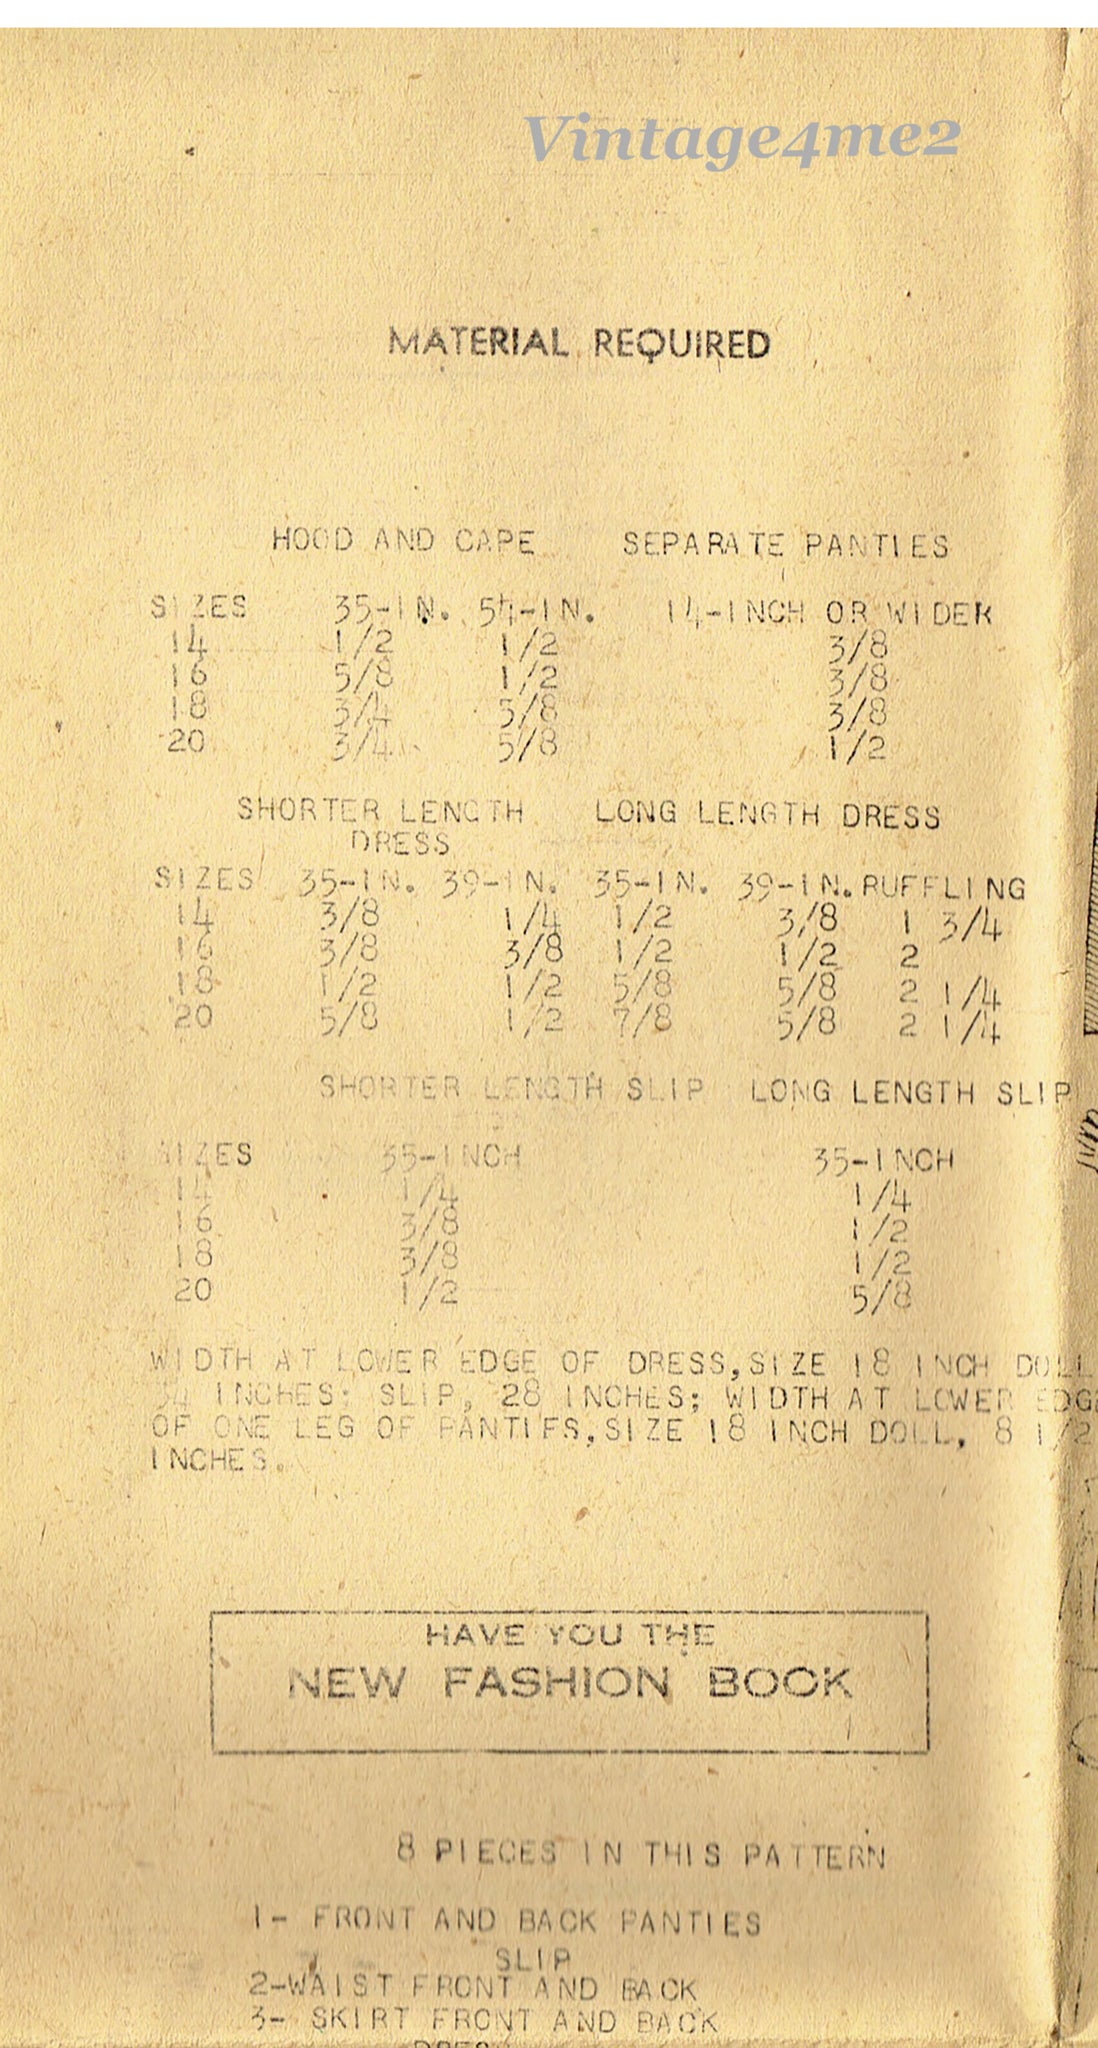 Vintage4me2
MATERIAL REQUIRED
HOOD AND CAPE SEPARATE PANTIES
SIZES 35-IN. 54-IN. 14-INCH OR WIDER
14 1/2 1/2 3/8
16 5/8 1/2 3/8
18 3/4 5/8 3/8
20 3/4 5/8 1/2
SHORTER LENGTH LONG LENGTH DRESS
DRESS
SIZES 35-IN. 39-IN. 35-IN. 39-IN. RUFFLING
14 3/8 1/4 1/2 3/8 1 3/4
16 3/8 3/8 1/2 1/2 2
18 1/2 1/2 5/8 5/8 2 1/4
20 5/8 1/2 7/8 5/8 2 1/4
SHORTER LENGTH SLIP LONG LENGTH SLIP
SIZES 35-INCH 35-INCH
14 1/4 1/4
16 3/8 1/2
18 3/8 1/2
20 1/2 5/8
WIDTH AT LOWER EDGE OF DRESS, SIZE 18 INCH DOLL
INCHES; SLIP, 28 INCHES; WIDTH AT LOWER EDGE
OF ONE LEG OF PANTIES, SIZE 18 INCH DOLL, 8 1/2
INCHES.
HAVE YOU THE
NEW FASHION BOOK
8 PIECES IN THIS PATTERN
1- FRONT AND BACK PANTIES
SLIP
2-WAIST FRONT AND BACK
3- SKIRT FRONT AND BACK